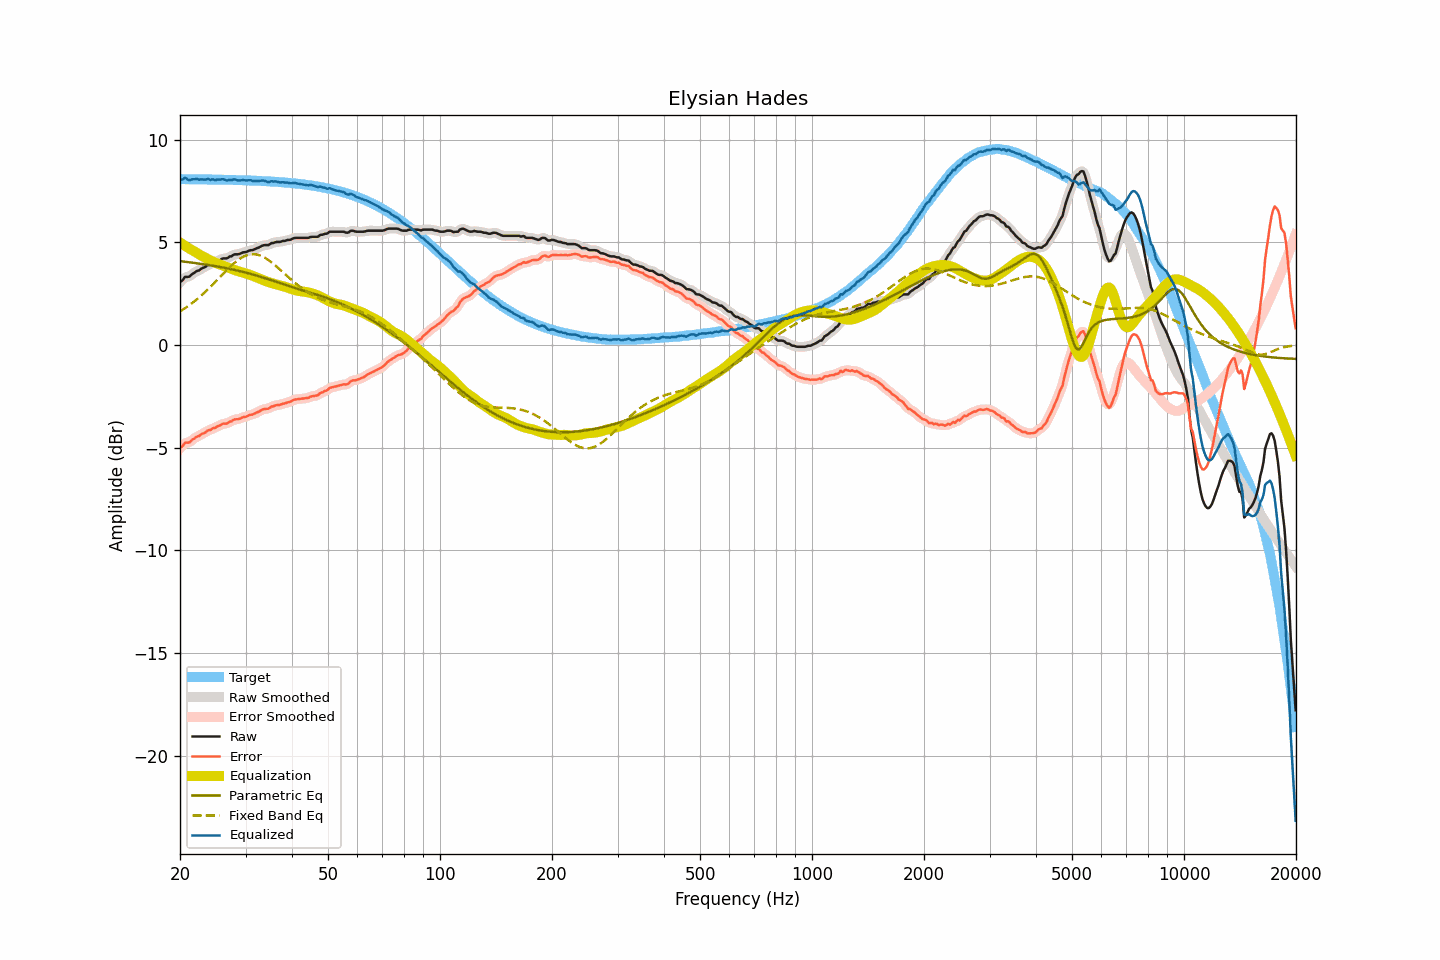 Elysian Hades
Amplitude (dBr)
10
5
0
−5
−10
−15
−20
Target
Raw Smoothed
Error Smoothed
Raw
Error
Equalization
Parametric Eq
Fixed Band Eq
Equalized
20 50 100 200 500 1000 2000 5000 10000 20000
Frequency (Hz)